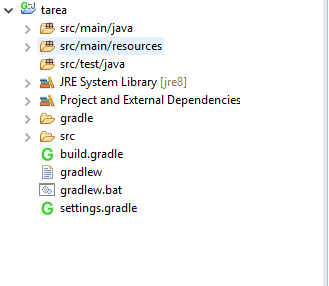 tarea
src/main/java
src/main/resources
src/test/java
JRE System Library [jre8]
Project and External Dependencies
gradle
src
build.gradle
gradlew
gradlew.bat
settings.gradle